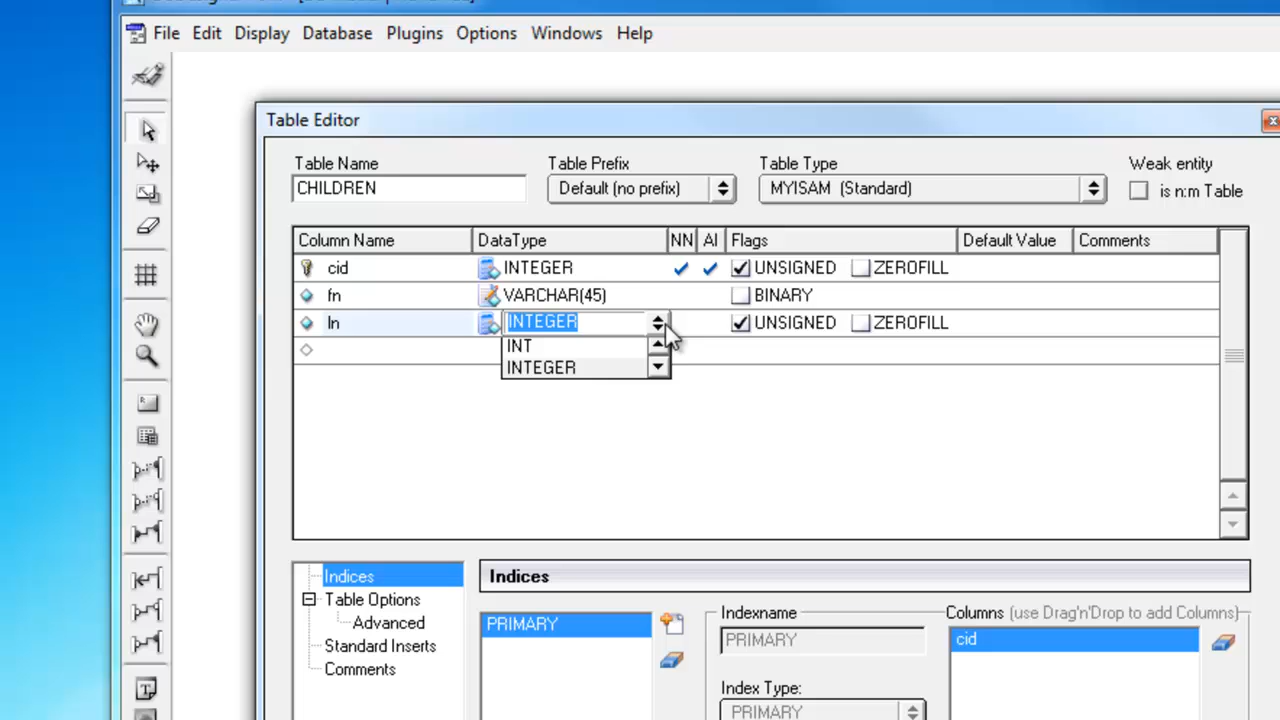 File Edit Display Database Plugins Options Windows Help
Table Editor
Table Name Table Prefix Table Type Weak entity
CHILDREN Default (no prefix) MYISAM (Standard) is n:m Table
Column Name DataType NN AI Flags Default Value Comments
cid INTEGER UNSIGNED ZEROFILL
fn VARCHAR(45) BINARY
ln INTEGER UNSIGNED ZEROFILL
INT
INTEGER
Indices
Table Options
Advanced
Standard Inserts
Comments
Indices
PRIMARY
Indexname
PRIMARY
Index Type:
PRIMARY
Columns (use Drag'n'Drop to add Columns)
cid